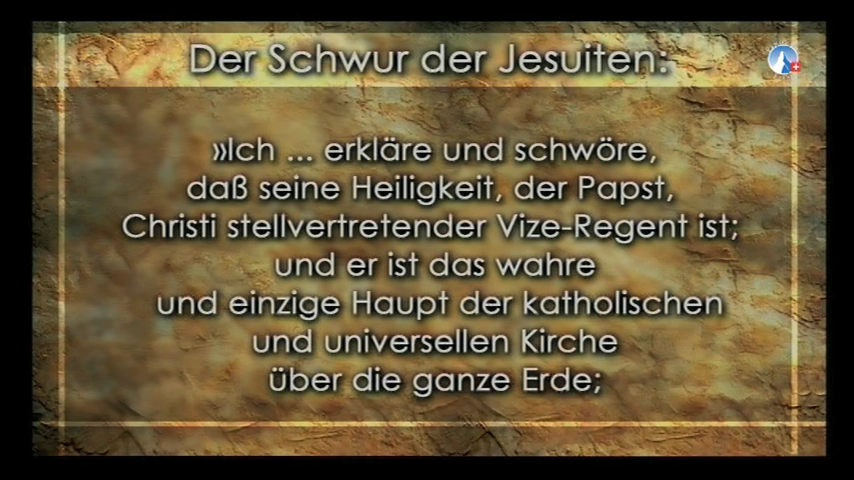 Der Schwur der Jesuiten:
»Ich ... erkläre und schwöre,
daß seine Heiligkeit, der Papst,
Christi stellvertretender Vize-Regent ist;
und er ist das wahre
und einzige Haupt der katholischen
und universellen Kirche
über die ganze Erde;